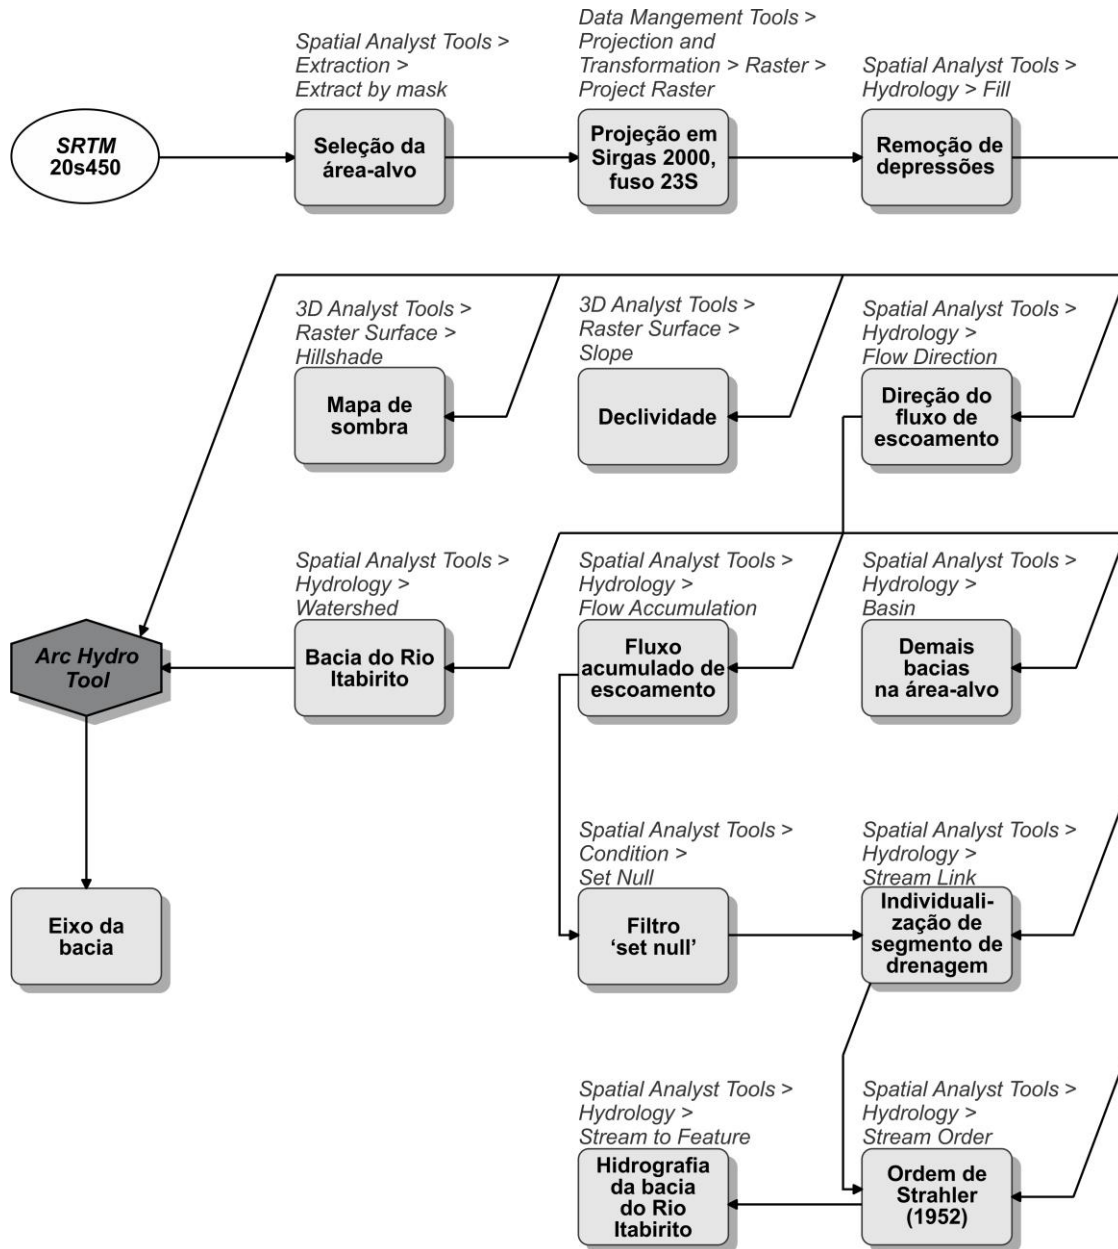 Spatial Analyst Tools >
Extraction >
Extract by mask
Data Mangement Tools >
Projection and
Transformation > Raster >
Project Raster
Spatial Analyst Tools >
Hydrology > Fill
SRTM
20s450
Seleção da
área-alvo
Projeção em
Sirgas 2000,
fuso 23S
Remoção de
depressões
3D Analyst Tools >
Raster Surface >
Hillshade
3D Analyst Tools >
Raster Surface >
Slope
Spatial Analyst Tools >
Hydrology >
Flow Direction
Mapa de
sombra
Declividade
Direção do
fluxo de
escoamento
Spatial Analyst Tools >
Hydrology >
Watershed
Spatial Analyst Tools >
Hydrology >
Flow Accumulation
Spatial Analyst Tools >
Hydrology >
Basin
Arc Hydro
Tool
Bacia do Rio
Itabirito
Fluxo
acumulado de
escoamento
Demais
bacias
na área-alvo
Spatial Analyst Tools >
Condition >
Set Null
Spatial Analyst Tools >
Hydrology >
Stream Link
Eixo da
bacia
Filtro
‘set null’
Individuali-
zação de
segmento de
drenagem
Spatial Analyst Tools >
Hydrology >
Stream to Feature
Spatial Analyst Tools >
Hydrology >
Stream Order
Hidrografia
da bacia
do Rio
Itabirito
Ordem de
Strahler
(1952)